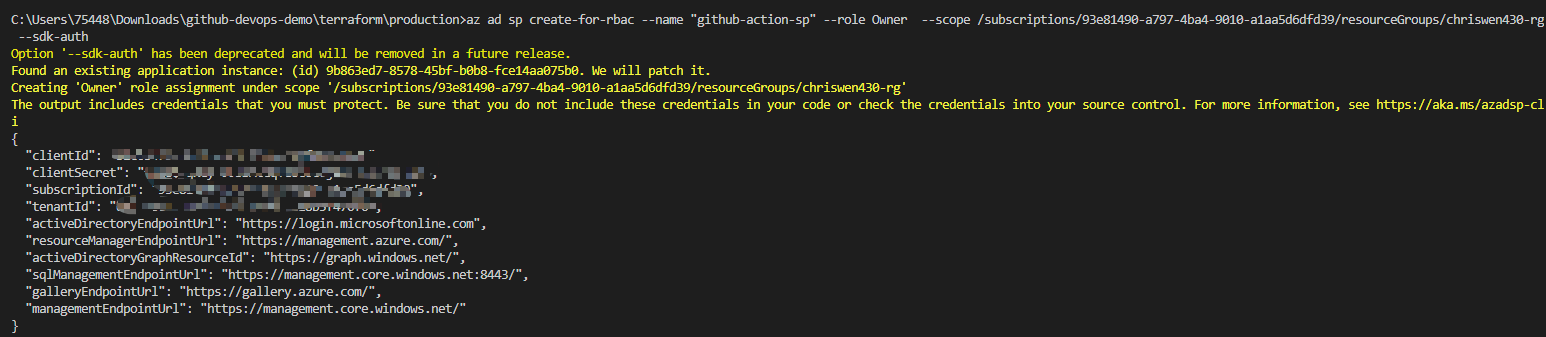 C:\Users\75448\Downloads\github-devops-demo\terraform\production>az ad sp create-for-rbac --name "github-action-sp" --role Owner  --scope /subscriptions/93e81490-a797-4ba4-9010-a1aa5d6dfd39/resourceGroups/chriswen430-rg
 --sdk-auth
Option '--sdk-auth' has been deprecated and will be removed in a future release.
Found an existing application instance: (id) 9b863ed7-8578-45bf-b0b8-fce14aa075b0. We will patch it.
Creating 'Owner' role assignment under scope '/subscriptions/93e81490-a797-4ba4-9010-a1aa5d6dfd39/resourceGroups/chriswen430-rg'
The output includes credentials that you must protect. Be sure that you do not include these credentials in your code or check the credentials into your source control. For more information, see https://aka.ms/azadsp-cl
i
{
  "clientId":
  "clientSecret": "
  "subscriptionId": ",
  "tenantId": "
  "activeDirectoryEndpointUrl": "https://login.microsoftonline.com",
  "resourceManagerEndpointUrl": "https://management.azure.com/",
  "activeDirectoryGraphResourceId": "https://graph.windows.net/",
  "sqlManagementEndpointUrl": "https://management.core.windows.net:8443/",
  "galleryEndpointUrl": "https://gallery.azure.com/",
  "managementEndpointUrl": "https://management.core.windows.net/"
}